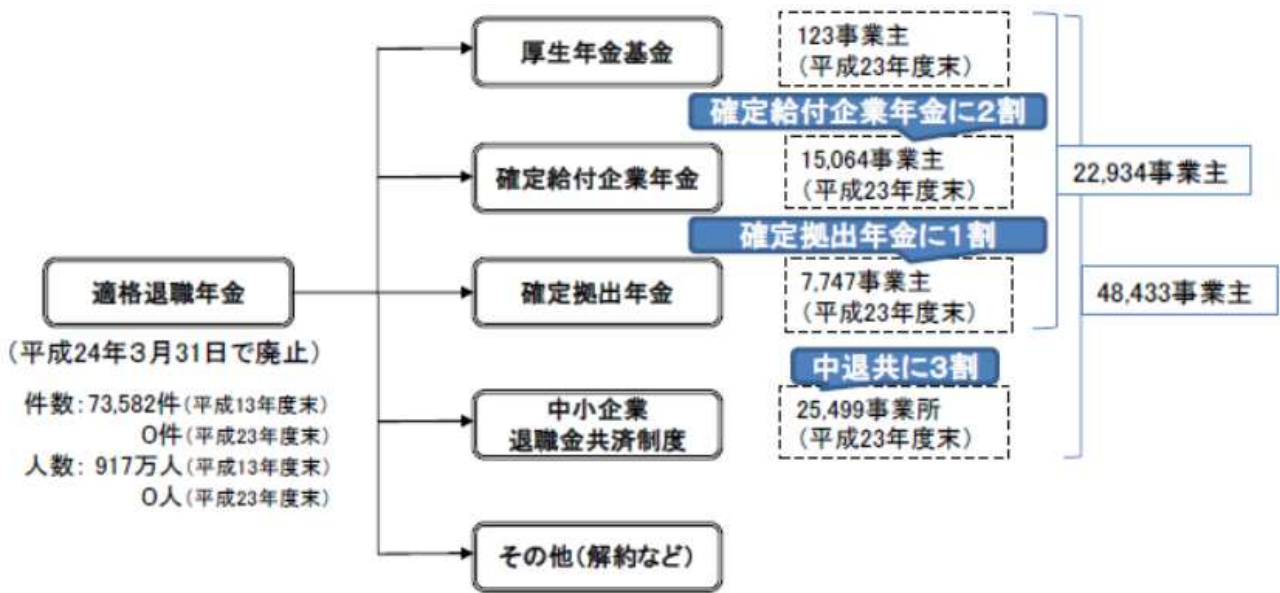 厚生年金基金
123事業主
(平成23年度末)
確定給付企業年金に2割
確定給付企業年金
15,064事業主
(平成23年度末)
22,934事業主
確定拠出年金に1割
適格退職年金
(平成24年3月31日で廃止)
件数:73,582件(平成13年度末)
0件(平成23年度末)
人数: 917万人(平成13年度末)
0人(平成23年度末)
確定拠出年金
7,747事業主
(平成23年度末)
48,433事業主
中退共に3割
中小企業
退職金共済制度
25,499事業所
(平成23年度末)
その他(解約など)